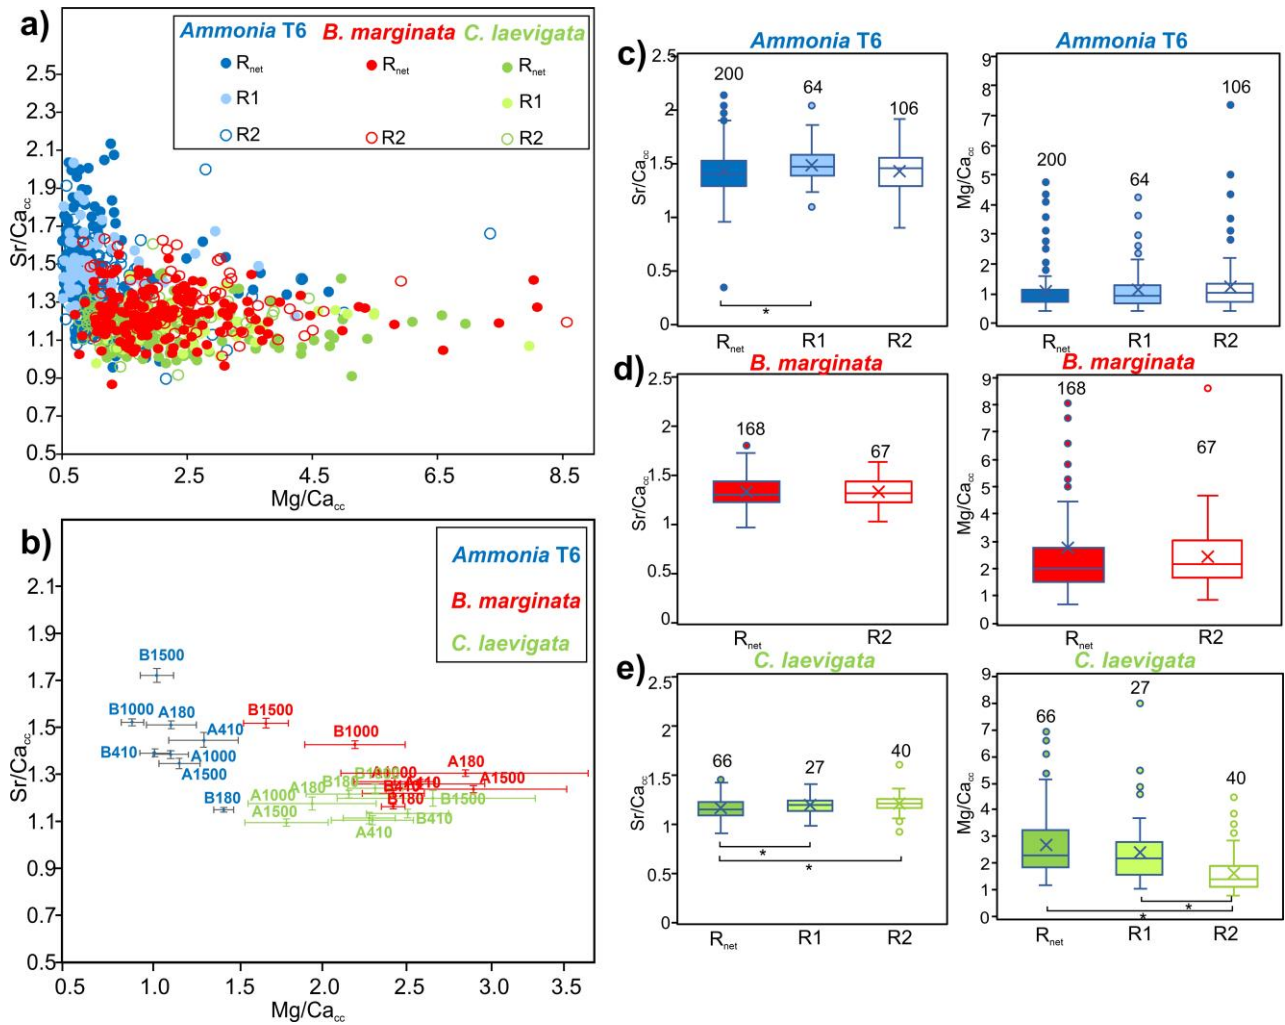 a)
Ammonia T6 B. marginata C. laevigata
Rnet Rnet Rnet
R1 R1
R2 R2 R2
2.5
2.3
2.1
1.9
1.7
1.5
1.3
1.1
0.9
0.7
0.5
Sr/Cacc
0.5 2.5 4.5 6.5 8.5
Mg/Cacc
b)
Ammonia T6
B. marginata
C. laevigata
2.1
1.9
1.7
1.5
1.3
1.1
0.9
0.7
0.5
Sr/Cacc
B1500
B1000 A180
A410
B410 A1000
A1500
B180
B1500
B1000
A180
A1500
A410
B410
B180
A180
A1000
A1500
B180
B1500
B410
A410
0.5 1.0 1.5 2.0 2.5 3.0 3.5
Mg/Cacc
c)
Ammonia T6
2.5
2
1.5
1
0.5
0
Sr/Cacc
200 64 106
*
Rnet R1 R2
Ammonia T6
9
8
7
6
5
4
3
2
1
0
Mg/Cacc
200 64 106
Rnet R1 R2
d)
B. marginata
2.5
2
1.5
1
0.5
0
Sr/Cacc
168 67
Rnet R2
B. marginata
9
8
7
6
5
4
3
2
1
0
Mg/Cacc
168 67
Rnet R2
e)
C. laevigata
2.5
2
1.5
1
0.5
0
Sr/Cacc
66 27 40
*
*
Rnet R1 R2
C. laevigata
9
8
7
6
5
4
3
2
1
0
Mg/Cacc
66 27 40
*
*
Rnet R1 R2